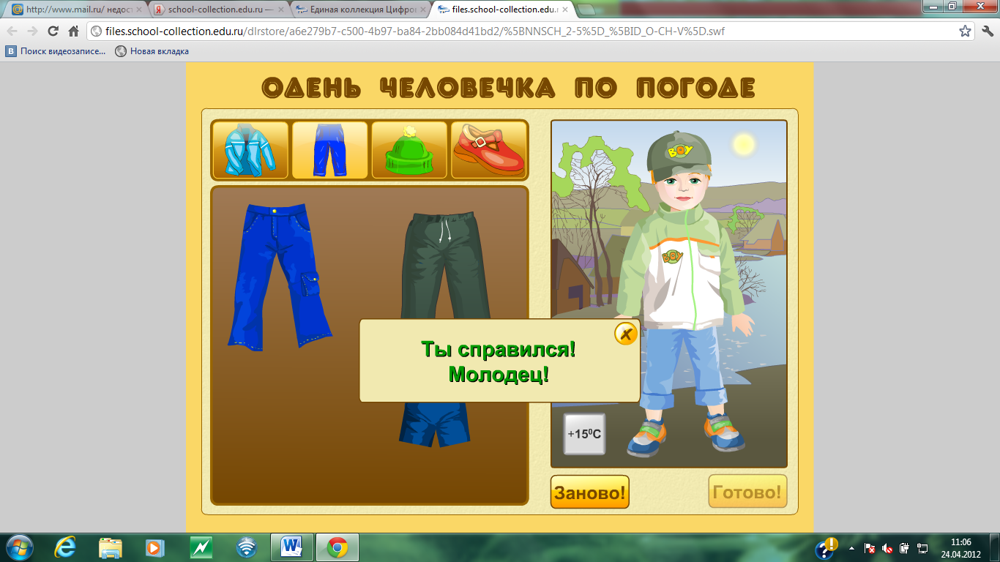 http://www.mail.ru/ недост
school-collection.edu.ru —
Единая коллекция Цифров
files.school-collection.edu.r
files.school-collection.edu.ru/dlrstore/a6e279b7-c500-4b97-ba84-2bb084d41bd2/%5BNNSCH_2-5%5D_%5BID_O-CH-V%5D.swf
Поиск видеозаписе...
Новая вкладка
ОДЕНЬ ЧЕЛОВЕЧКА ПО ПОГОДЕ
BOY
BOY
Ты справился!
Молодец!
+15⁰C
Заново!
Готово!
11:06
24.04.2012